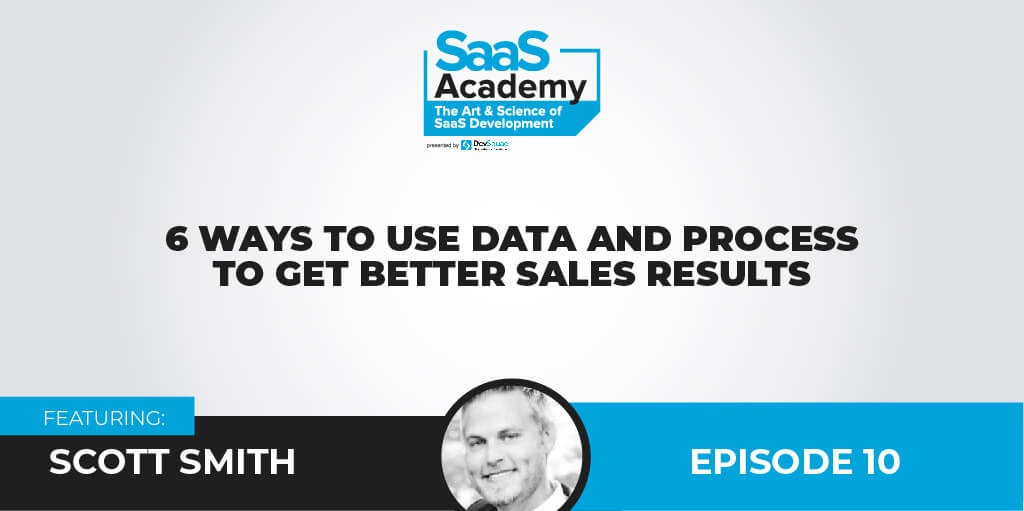 SaaS
Academy
The Art & Science of
SaaS Development
presented by DevSquad
6 WAYS TO USE DATA AND PROCESS
TO GET BETTER SALES RESULTS
FEATURING:
SCOTT SMITH
EPISODE 10